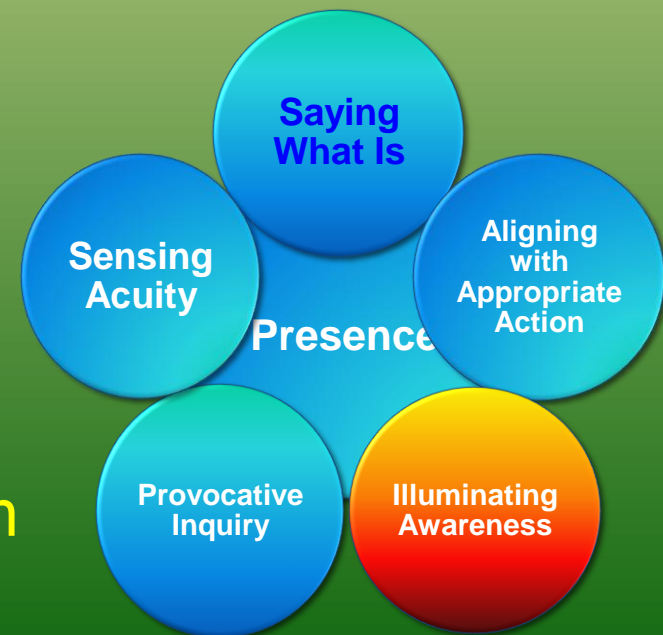 Saying
What Is
Sensing
Acuity
Aligning
with
Appropriate
Action
Presence
Provocative
Inquiry
Illuminating
Awareness
n